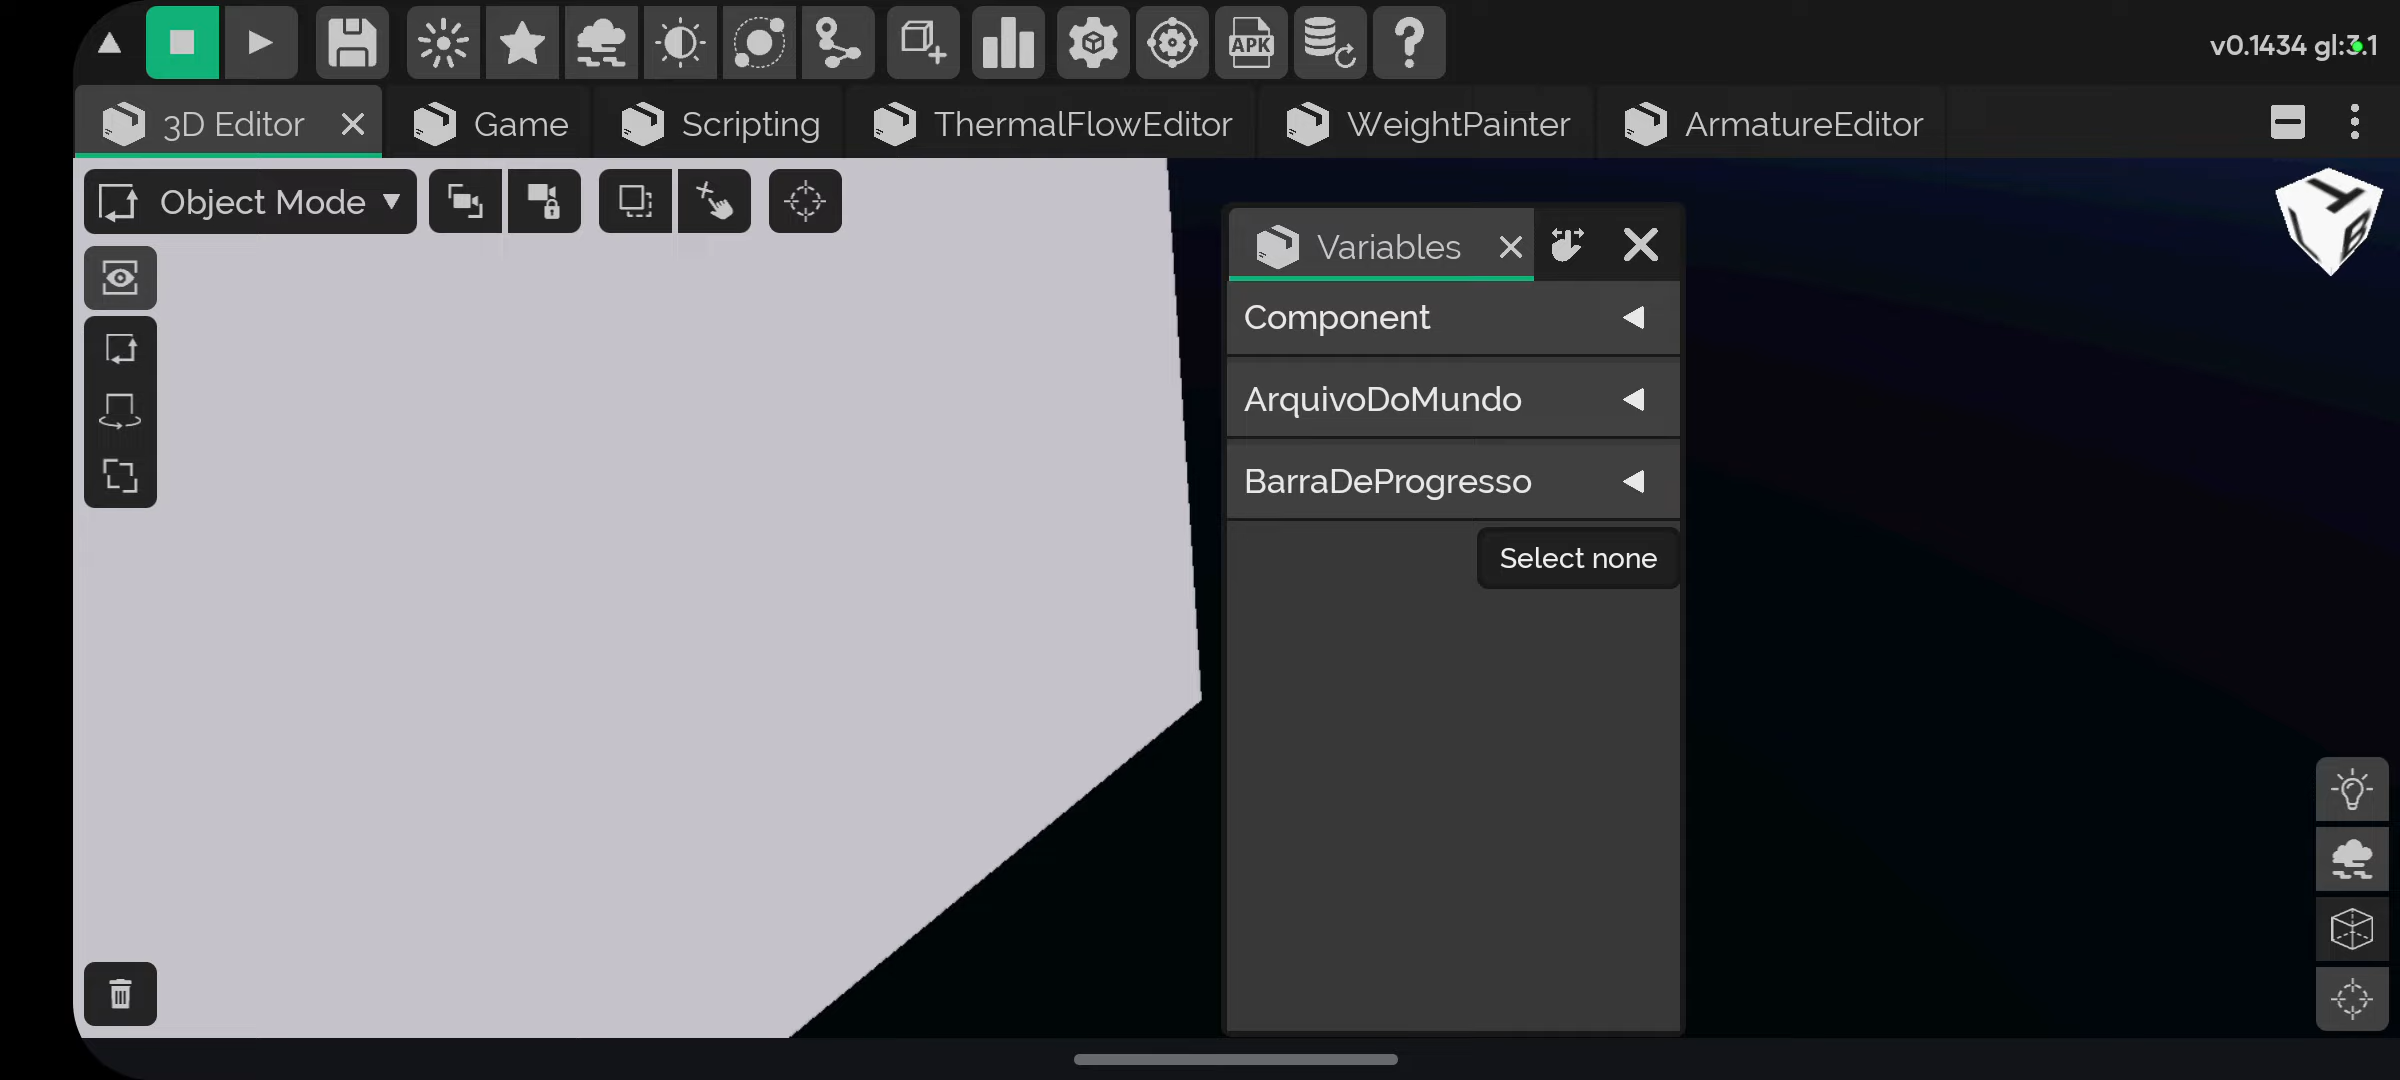 APK
v0.1434 gl:3.1
3D Editor
Game
Scripting
ThermalFlowEditor
WeightPainter
ArmatureEditor
Object Mode
Variables
Component
ArquivoDoMundo
BarraDeProgresso
Select none
L
B